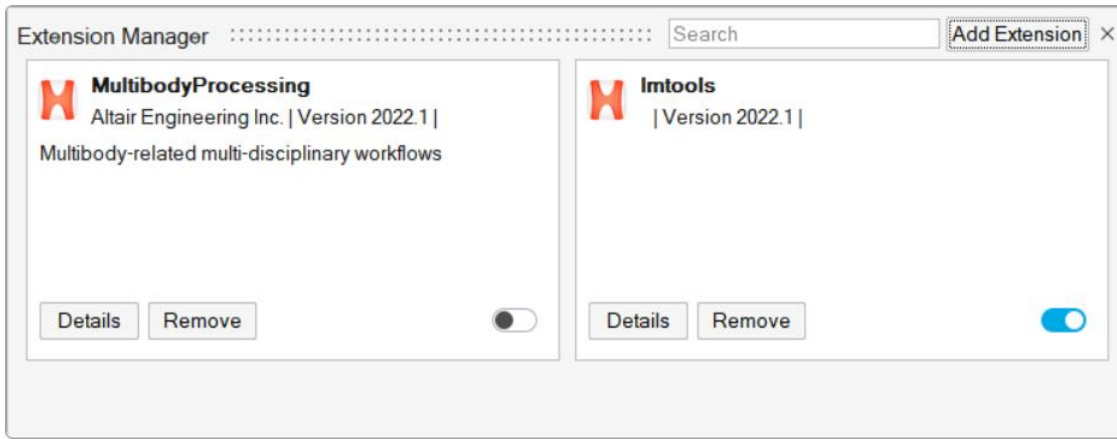 Extension Manager
Search
Add Extension
MultibodyProcessing
Altair Engineering Inc. | Version 2022.1 |
Multibody-related multi-disciplinary workflows
Details
Remove
lmtools
| Version 2022.1 |
Details
Remove